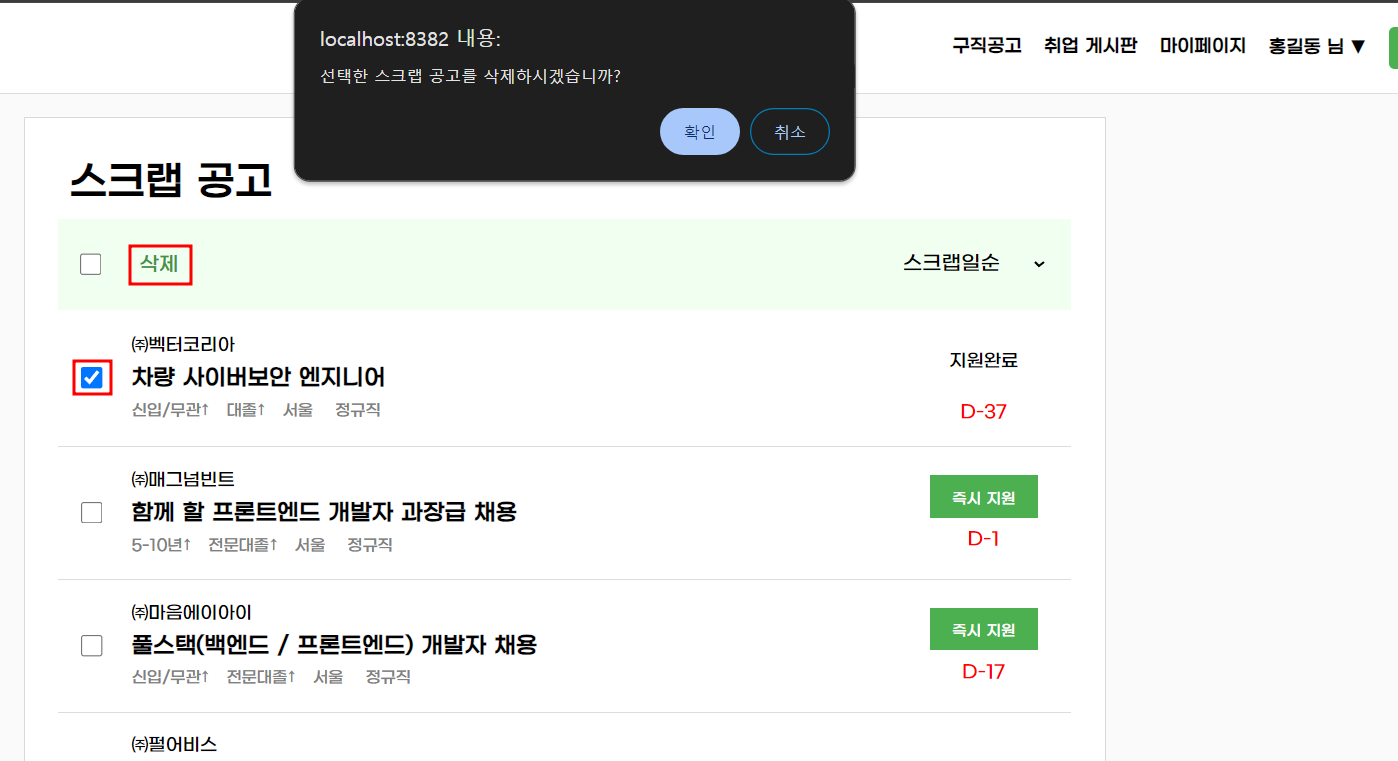 localhost:8382 내용:
선택한 스크랩 공고를 삭제하시겠습니까?
확인 취소
구직공고 취업 게시판 마이페이지 홍길동 님 ▼
스크랩 공고
삭제 스크랩일순
㈜벡터코리아
차량 사이버보안 엔지니어
신입/무관↑ 대졸↑ 서울 정규직
지원완료
D-37
㈜매그넘빈트
함께 할 프론트엔드 개발자 과장급 채용
5-10년↑ 전문대졸↑ 서울 정규직
즉시 지원
D-1
㈜마음에이아이
풀스택(백엔드 / 프론트엔드) 개발자 채용
신입/무관↑ 전문대졸↑ 서울 정규직
즉시 지원
D-17
㈜펄어비스